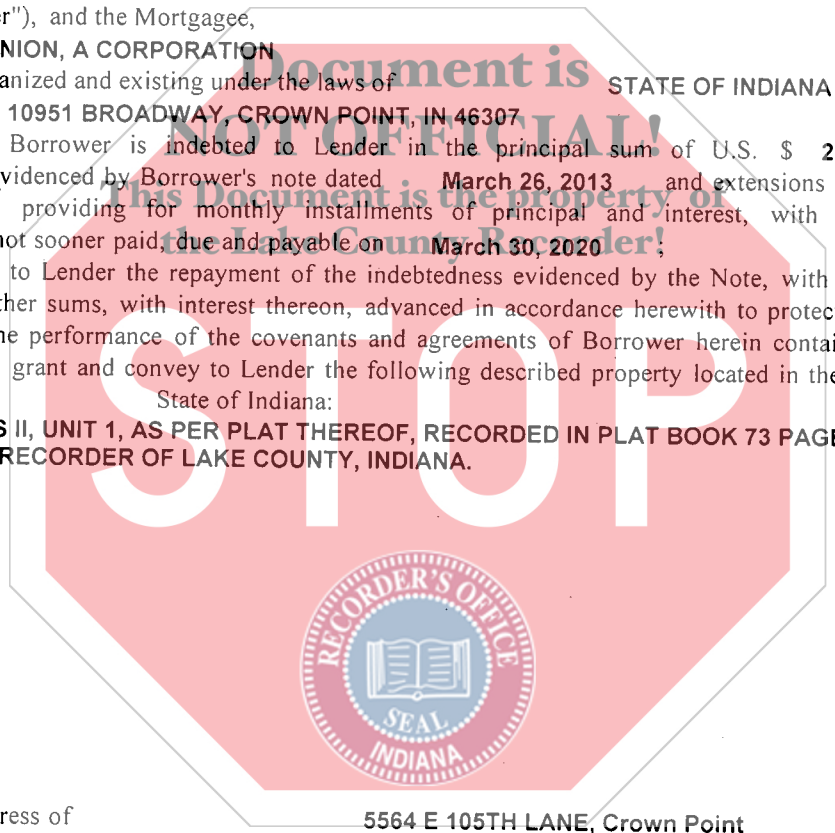 er"), and the Mortgagee,
NION, A CORPORATION
anized and existing under the laws of STATE OF INDIANA
10951 BROADWAY, CROWN POINT, IN 46307
Borrower is indebted to Lender in the principal sum of U.S. $ 2
videnced by Borrower's note dated March 26, 2013 and extensions
providing for monthly installments of principal and interest, with
not sooner paid, due and payable on March 30, 2020 ;
to Lender the repayment of the indebtedness evidenced by the Note, with
ther sums, with interest thereon, advanced in accordance herewith to protec
he performance of the covenants and agreements of Borrower herein contai
grant and convey to Lender the following described property located in the
State of Indiana:
S II, UNIT 1, AS PER PLAT THEREOF, RECORDED IN PLAT BOOK 73 PAGE
RECORDER OF LAKE COUNTY, INDIANA.
Document is
NOT OFFICIAL!
This Document is the property of
the Lake County Recorder!
STOP
RECORDER'S OFFICE
SEAL
INDIANA
ress of 5564 E 105TH LANE, Crown Point